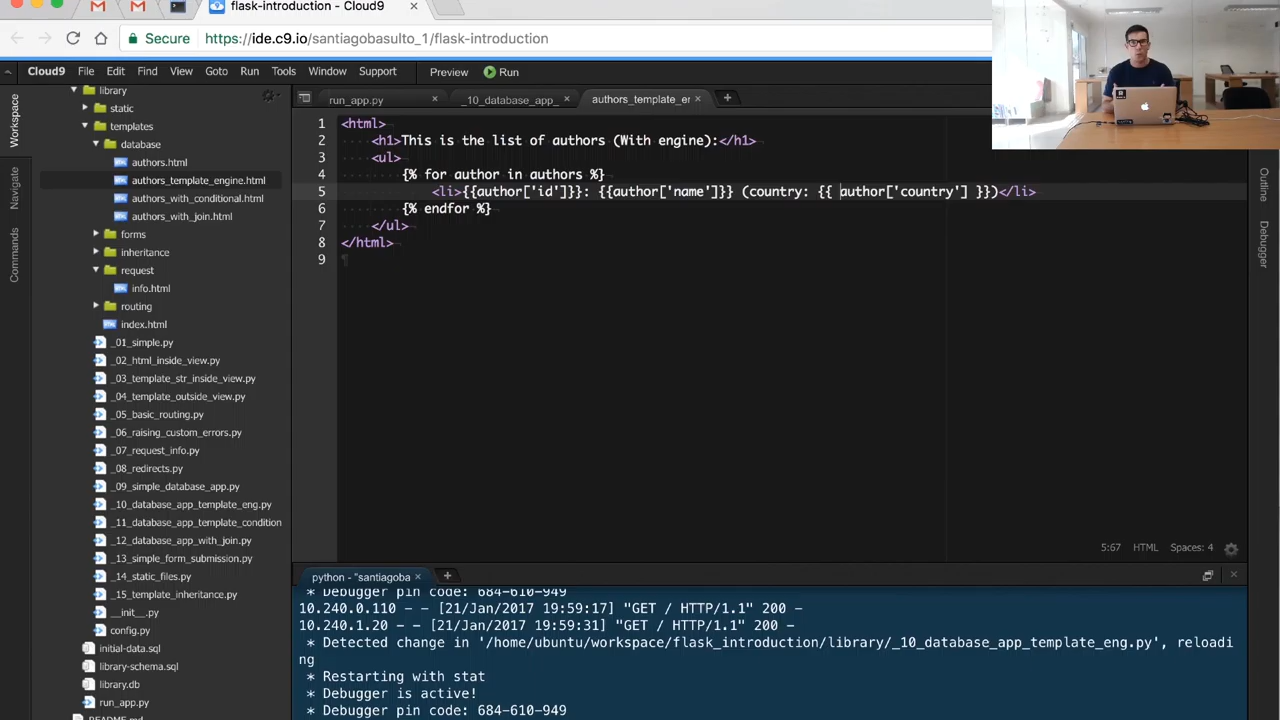 flask-introduction - Cloud9
Secure
https://ide.c9.io/santiagobasulto_1/flask-introduction
Cloud9 File Edit Find View Goto Run Tools Window Support Preview Run
Workspace
Navigate
Commands
Outline
Debugger
library
static
templates
database
authors.html
authors_template_engine.html
authors_with_conditional.html
authors_with_join.html
forms
inheritance
request
info.html
routing
index.html
_01_simple.py
_02_html_inside_view.py
_03_template_str_inside_view.py
_04_template_outside_view.py
_05_basic_routing.py
_06_raising_custom_errors.py
_07_request_info.py
_08_redirects.py
_09_simple_database_app.py
_10_database_app_template_eng.py
_11_database_app_template_condition
_12_database_app_with_join.py
_13_simple_form_submission.py
_14_static_files.py
_15_template_inheritance.py
__init__.py
config.py
initial-data.sql
library-schema.sql
library.db
run_app.py
run_app.py _10_database_app_ authors_template_er
1 <html>
2 <h1>This is the list of authors (With engine):</h1>
3 <ul>
4 {% for author in authors %}
5 <li>{{author['id']}}: {{author['name']}} (country: {{ author['country'] }})</li>
6 {% endfor %}
7 </ul>
8 </html>
9
5:67 HTML Spaces: 4
python - "santiagoba
* Debugger pin code: 684-610-949
10.240.0.110 - - [21/Jan/2017 19:59:17] "GET / HTTP/1.1" 200 -
10.240.1.20 - - [21/Jan/2017 19:59:31] "GET / HTTP/1.1" 200 -
* Detected change in '/home/ubuntu/workspace/flask_introduction/library/_10_database_app_template_eng.py', reloadi
ng
* Restarting with stat
* Debugger is active!
* Debugger pin code: 684-610-949